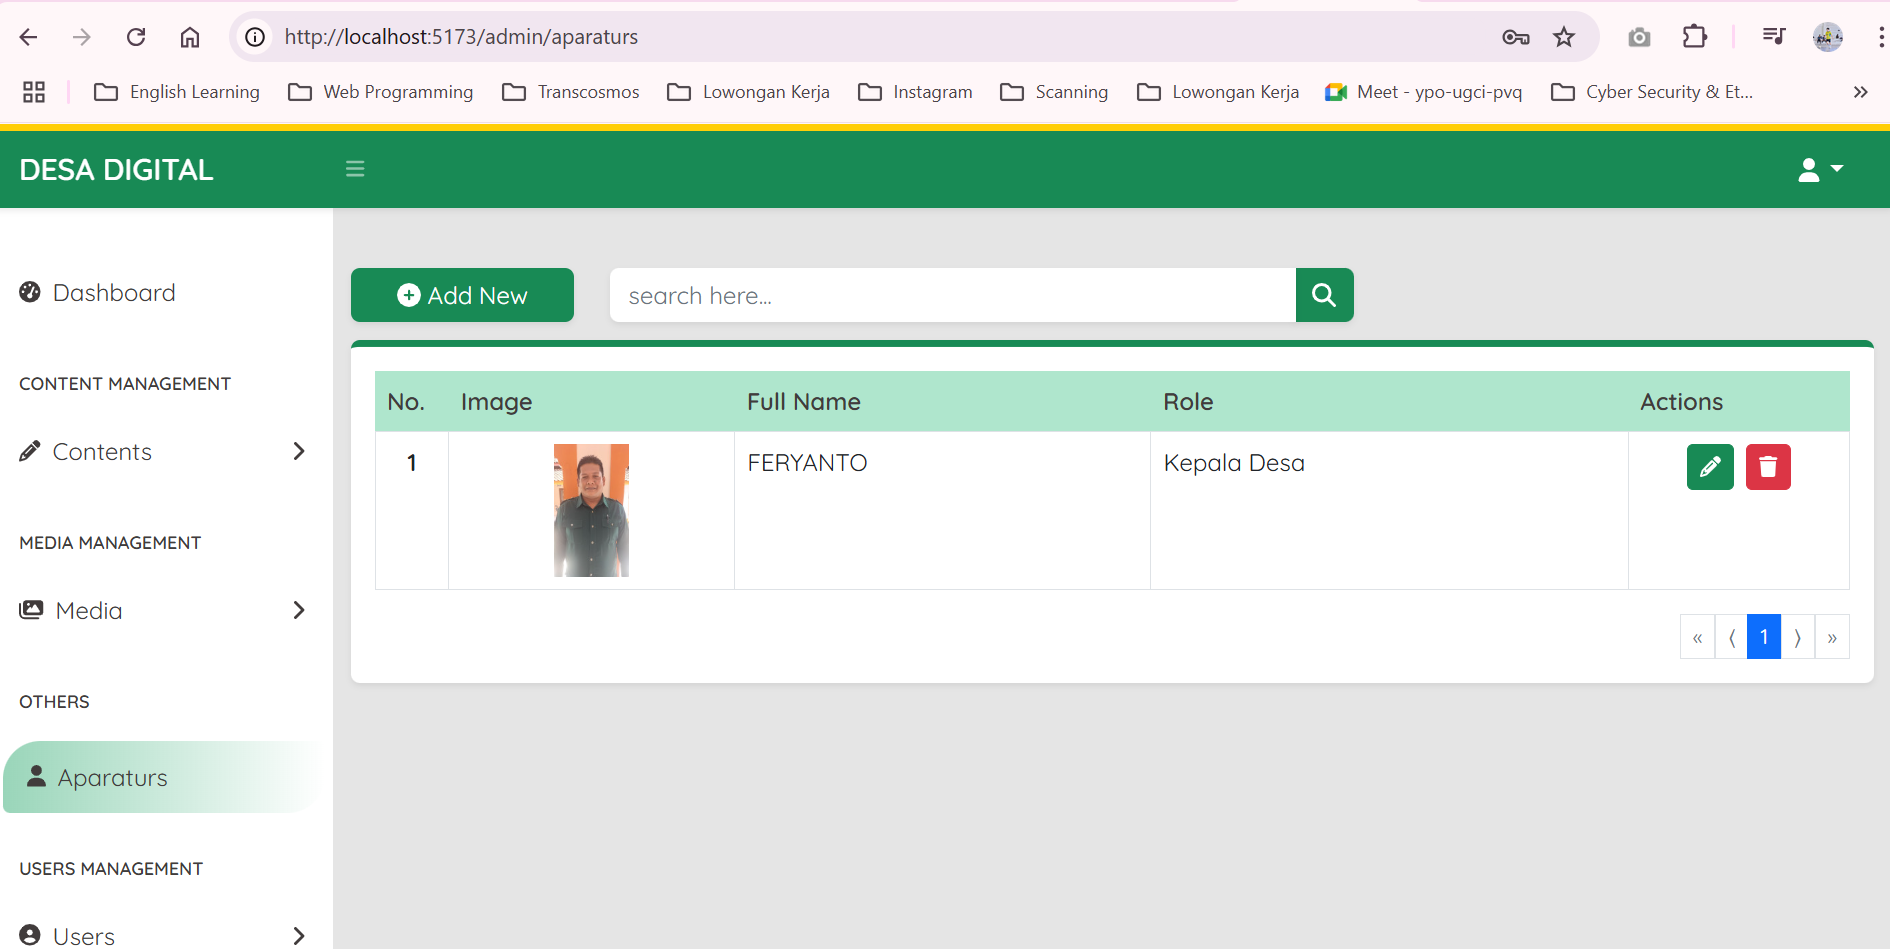 http://localhost:5173/admin/aparaturs
English Learning Web Programming Transcosmos Lowongan Kerja Instagram Scanning Lowongan Kerja Meet - ypo-ugci-pvq Cyber Security & Et... »
DESA DIGITAL
Add New search here...
Dashboard
CONTENT MANAGEMENT
Contents
MEDIA MANAGEMENT
Media
OTHERS
Aparaturs
USERS MANAGEMENT
Users
No. Image Full Name Role Actions
1 FERYANTO Kepala Desa
« ⟨ 1 ⟩ »